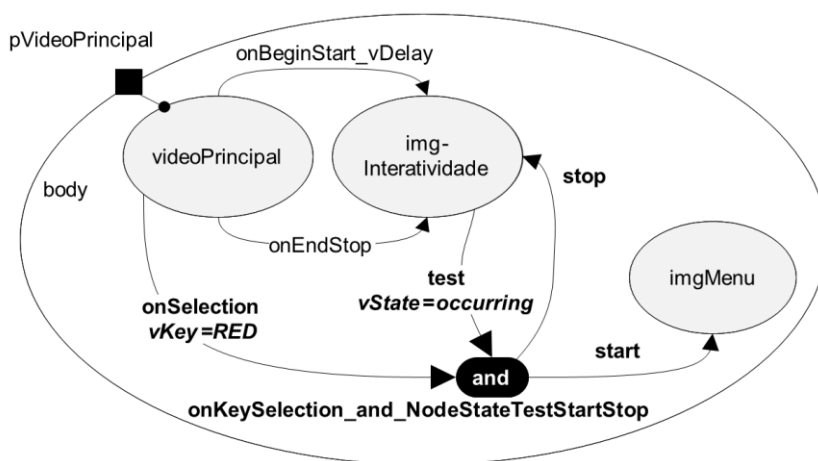 pVideoPrincipal
onBeginStart_vDelay
videoPrincipal
img-
Interatividade
body
stop
onEndStop
imgMenu
test
vState=occurring
onSelection
vKey=RED
start
and
onKeySelection_and_NodeStateTestStartStop